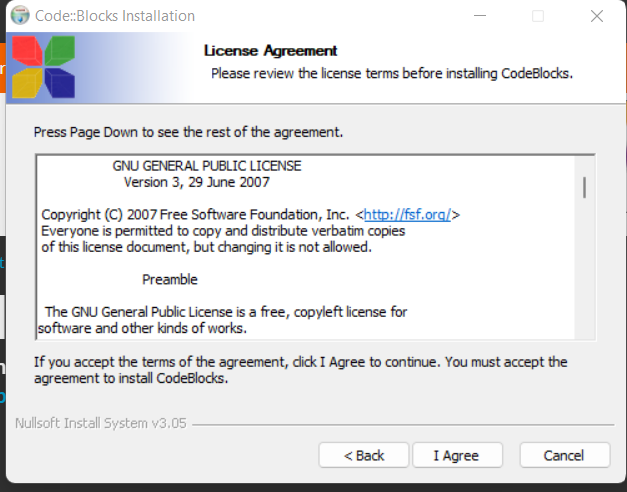 Code::Blocks Installation
License Agreement
Please review the license terms before installing CodeBlocks.
Press Page Down to see the rest of the agreement.
GNU GENERAL PUBLIC LICENSE
Version 3, 29 June 2007
Copyright (C) 2007 Free Software Foundation, Inc. <http://fsf.org/>
Everyone is permitted to copy and distribute verbatim copies
of this license document, but changing it is not allowed.
Preamble
The GNU General Public License is a free, copyleft license for
software and other kinds of works.
If you accept the terms of the agreement, click I Agree to continue. You must accept the
agreement to install CodeBlocks.
Nullsoft Install System v3.05
< Back
I Agree
Cancel